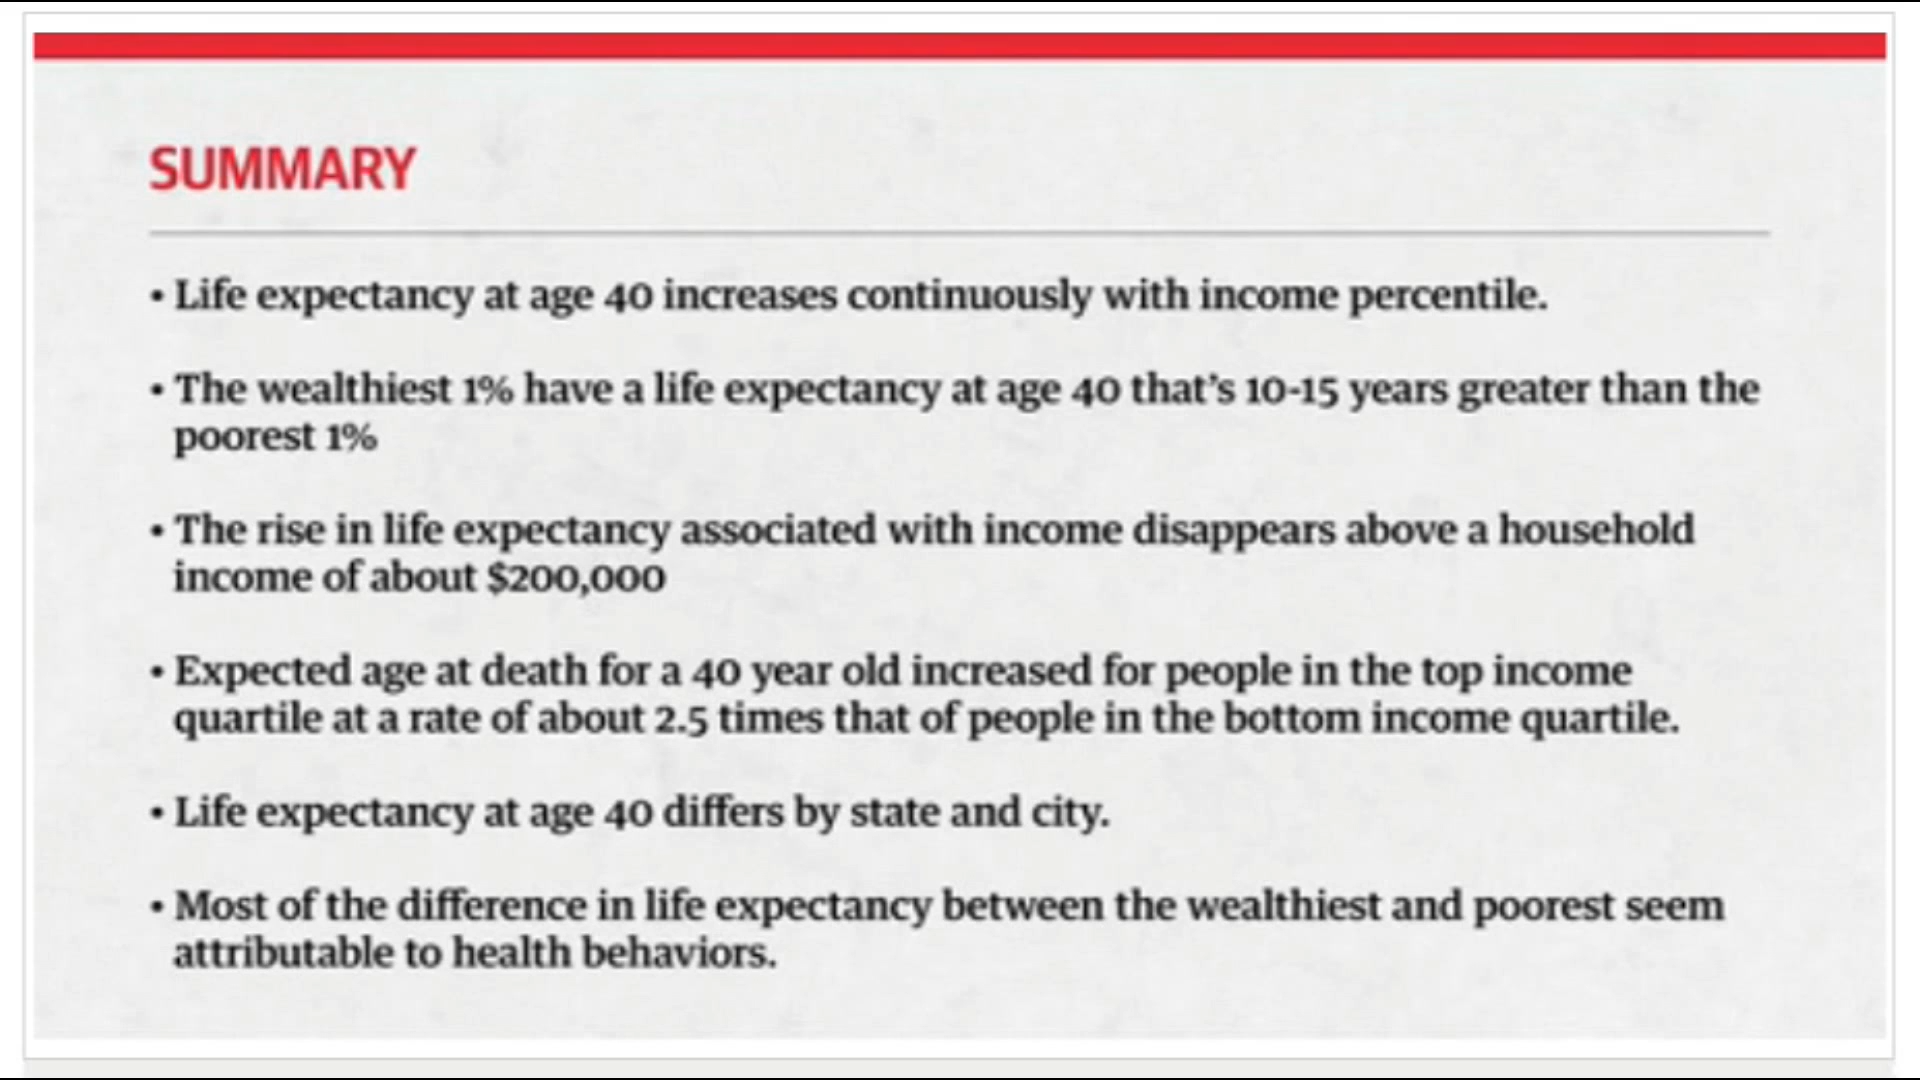 SUMMARY
• Life expectancy at age 40 increases continuously with income percentile.
• The wealthiest 1% have a life expectancy at age 40 that’s 10-15 years greater than the
poorest 1%
• The rise in life expectancy associated with income disappears above a household
income of about $200,000
• Expected age at death for a 40 year old increased for people in the top income
quartile at a rate of about 2.5 times that of people in the bottom income quartile.
• Life expectancy at age 40 differs by state and city.
• Most of the difference in life expectancy between the wealthiest and poorest seem
attributable to health behaviors.